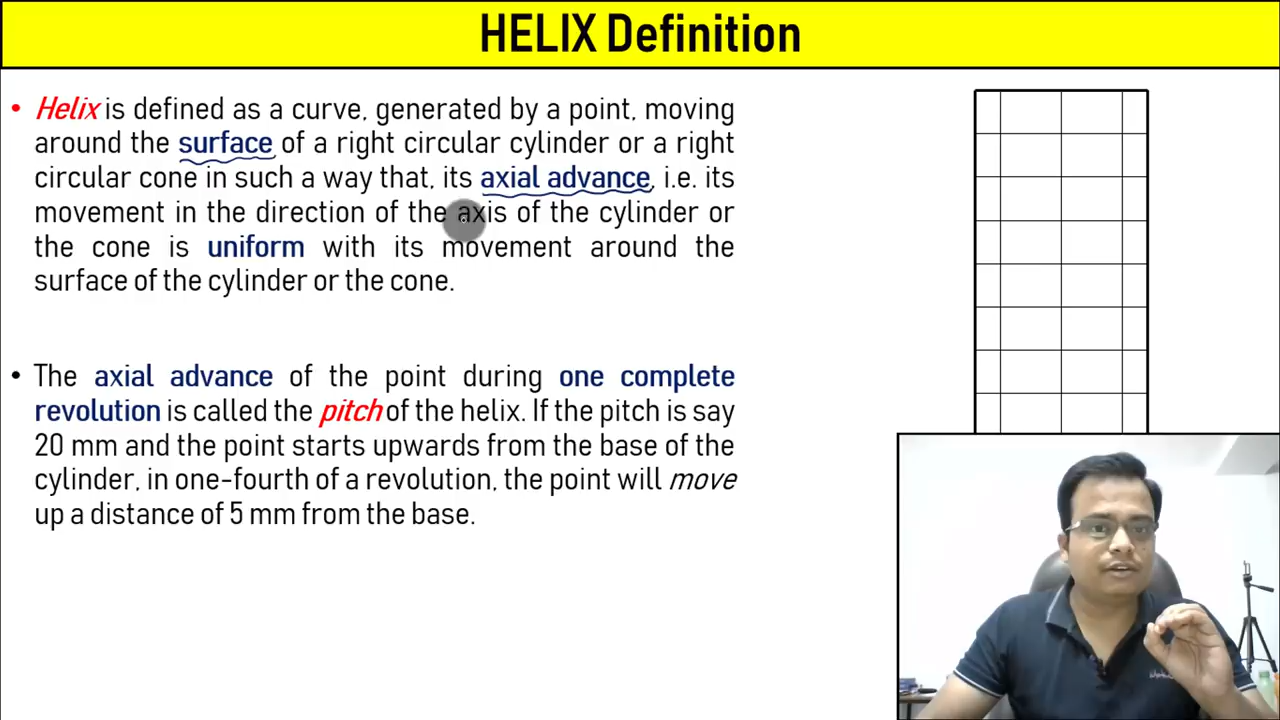 HELIX Definition
• Helix is defined as a curve, generated by a point, moving
around the surface of a right circular cylinder or a right
circular cone in such a way that, its axial advance, i.e. its
movement in the direction of the axis of the cylinder or
the cone is uniform with its movement around the
surface of the cylinder or the cone.
• The axial advance of the point during one complete
revolution is called the pitch of the helix. If the pitch is say
20 mm and the point starts upwards from the base of the
cylinder, in one-fourth of a revolution, the point will move
up a distance of 5 mm from the base.